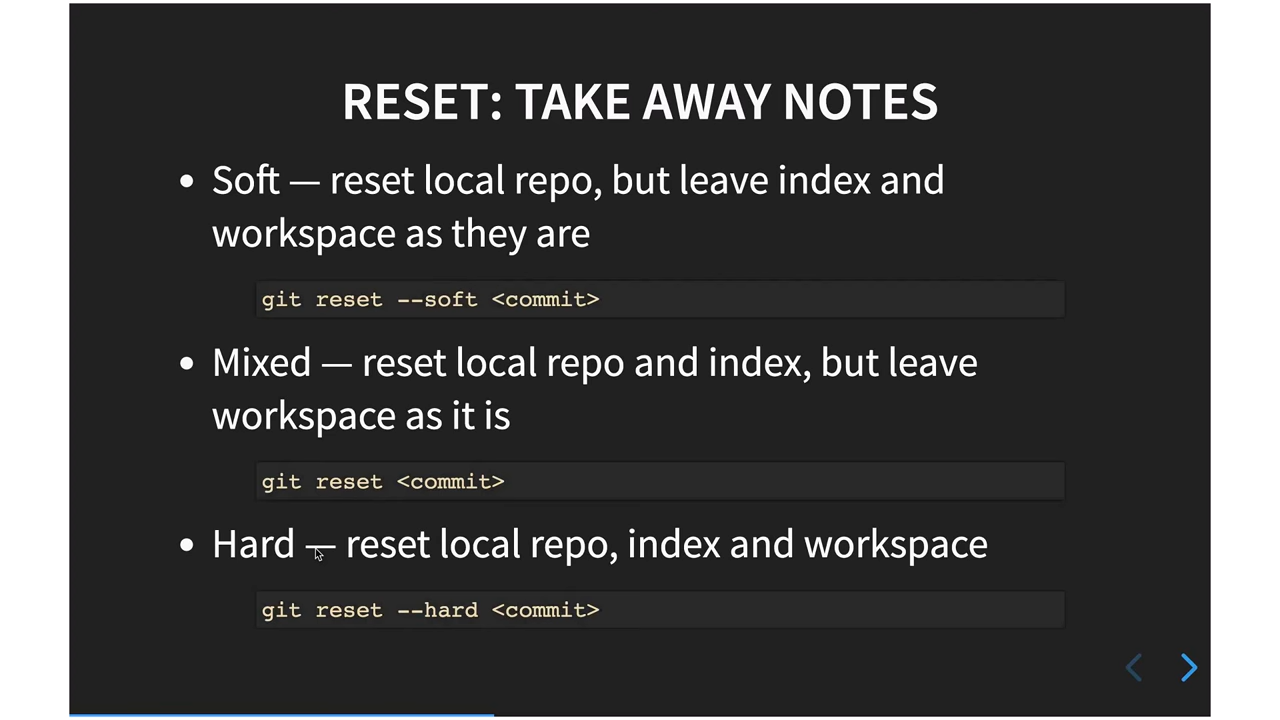 RESET: TAKE AWAY NOTES
• Soft — reset local repo, but leave index and
workspace as they are
git reset --soft <commit>
• Mixed — reset local repo and index, but leave
workspace as it is
git reset <commit>
• Hard — reset local repo, index and workspace
git reset --hard <commit>